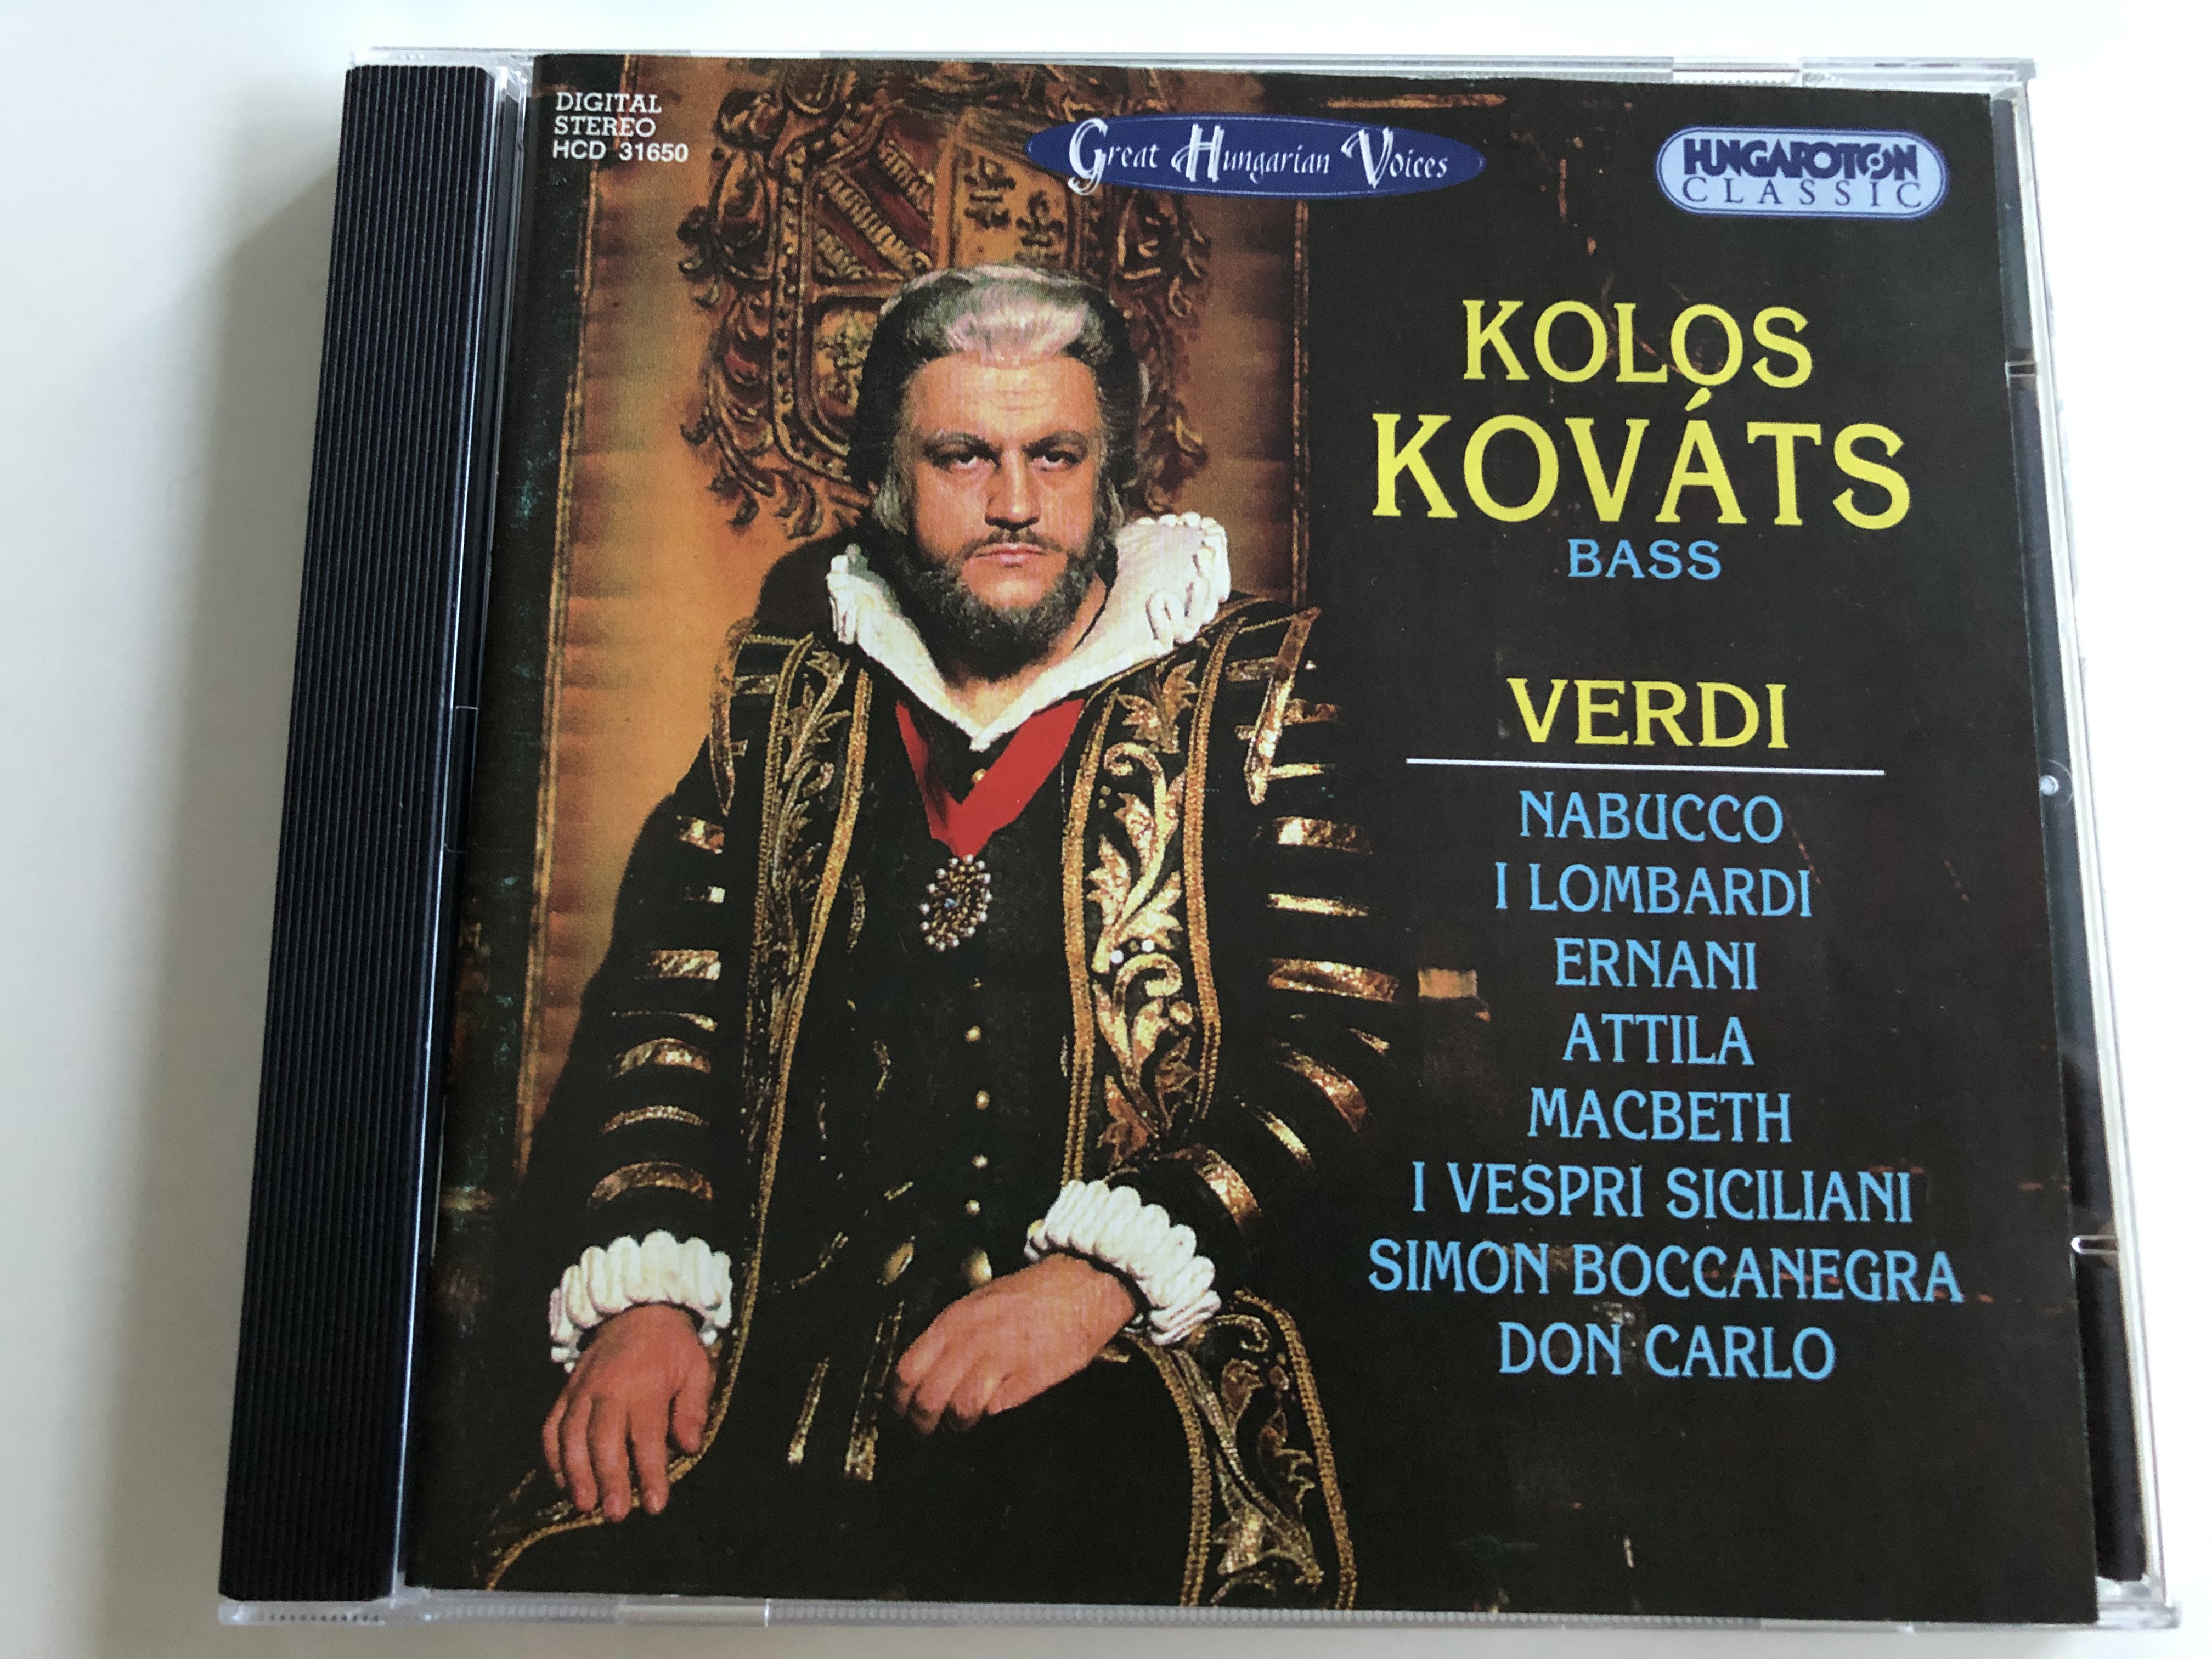 DIGITAL
STEREO
HCD 31650
Great Hungarian Voices
HUNGAROTON
CLASSIC
KOLOS
KOVÁTS
BASS
VERDI
NABUCCO
I LOMBARDI
ERNANI
ATTILA
MACBETH
I VESPRI SICILIANI
SIMON BOCCANEGRA
DON CARLO